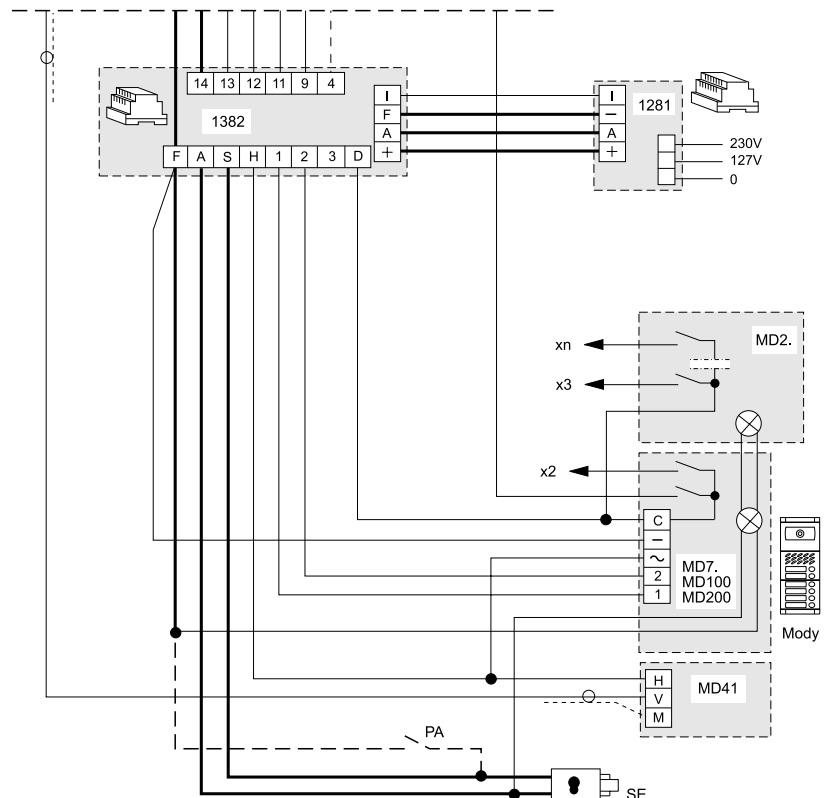 14 13 12 11 9 4
1382
I
F
A
+
F A S H 1 2 3 D
I
−
A
+
1281
230V
127V
0
xn
x3
MD2.
x2
C
−
~
2
1
MD7.
MD100
MD200
Mody
H
V
M
MD41
PA
SE